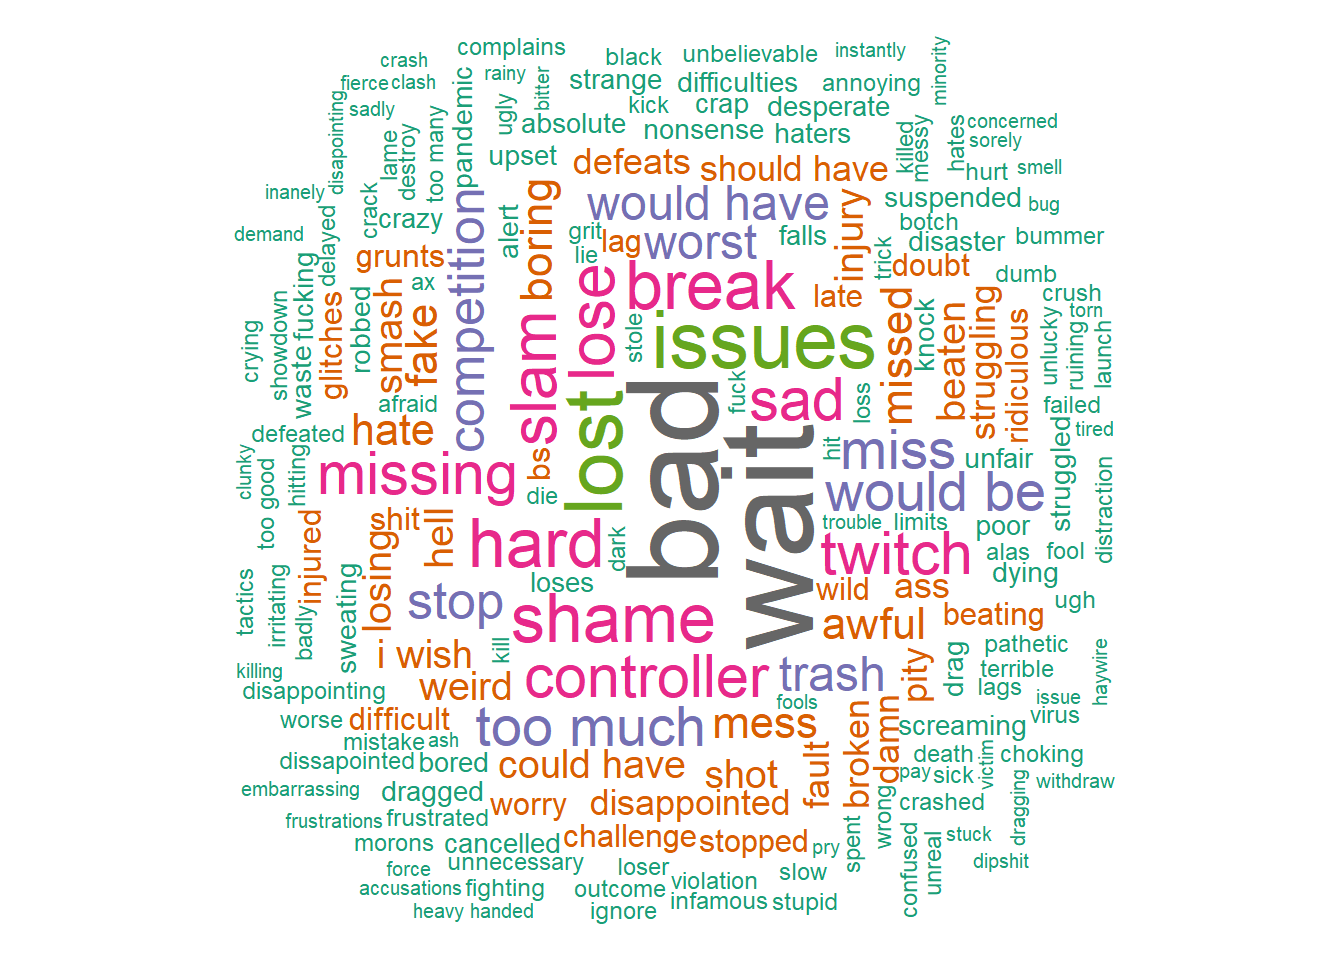 complains
black
unbelievable
instantly
crash
rainy
bitter
minority
fierce
clash
strange
difficulties
annoying
sadly
ugly
kick
crap
desperate
disapointing
lame
destroy
too many
pandemic
absolute
nonsense
haters
killed
messy
hates
concerned
sorely
upset
defeats
should have
hurt
smell
inanely
crack
crazy
competition
alert
boring
would have
injury
suspended
bug
demand
delayed
grunts
grit
lie
lag
worst
falls
trick
botch
disaster
bummer
doubt
ax
break
late
dumb
crush
torn
crying
showdown
waste
fucking
glitches
robbed
smash
fake
slam
lose
stole
issues
missed
knock
beaten
struggling
ridiculous
unlucky
ruining
launch
afraid
lost
bad
fuck
wait
sad
loss
failed
defeated
hate
tired
clunky
too good
hitting
missing
bs
hit
miss
unfair
struggled
distraction
die
would be
injured
shit
hell
losing
hard
dark
trouble
limits
poor
twitch
alas
fool
tactics
irritating
badly
sweating
stop
loses
wild
ass
dying
shame
awful
beating
ugh
i wish
kill
pathetic
killing
disappointing
weird
controller
trash
pity
drag
terrible
lags
haywire
fools
issue
worse
difficult
too much
mess
virus
mistake
ash
screaming
dissapointed
bored
could have
shot
fault
broken
damn
death
choking
pay
sick
victim
withdraw
embarrassing
dragged
worry
disappointed
crashed
dragging
frustrations
frustrated
challenge
stopped
wrong
stuck
morons
cancelled
pry
spent
unnecessary
loser
slow
confused
unreal
dipshit
force
accusations
fighting
outcome
violation
infamous
stupid
heavy handed
ignore